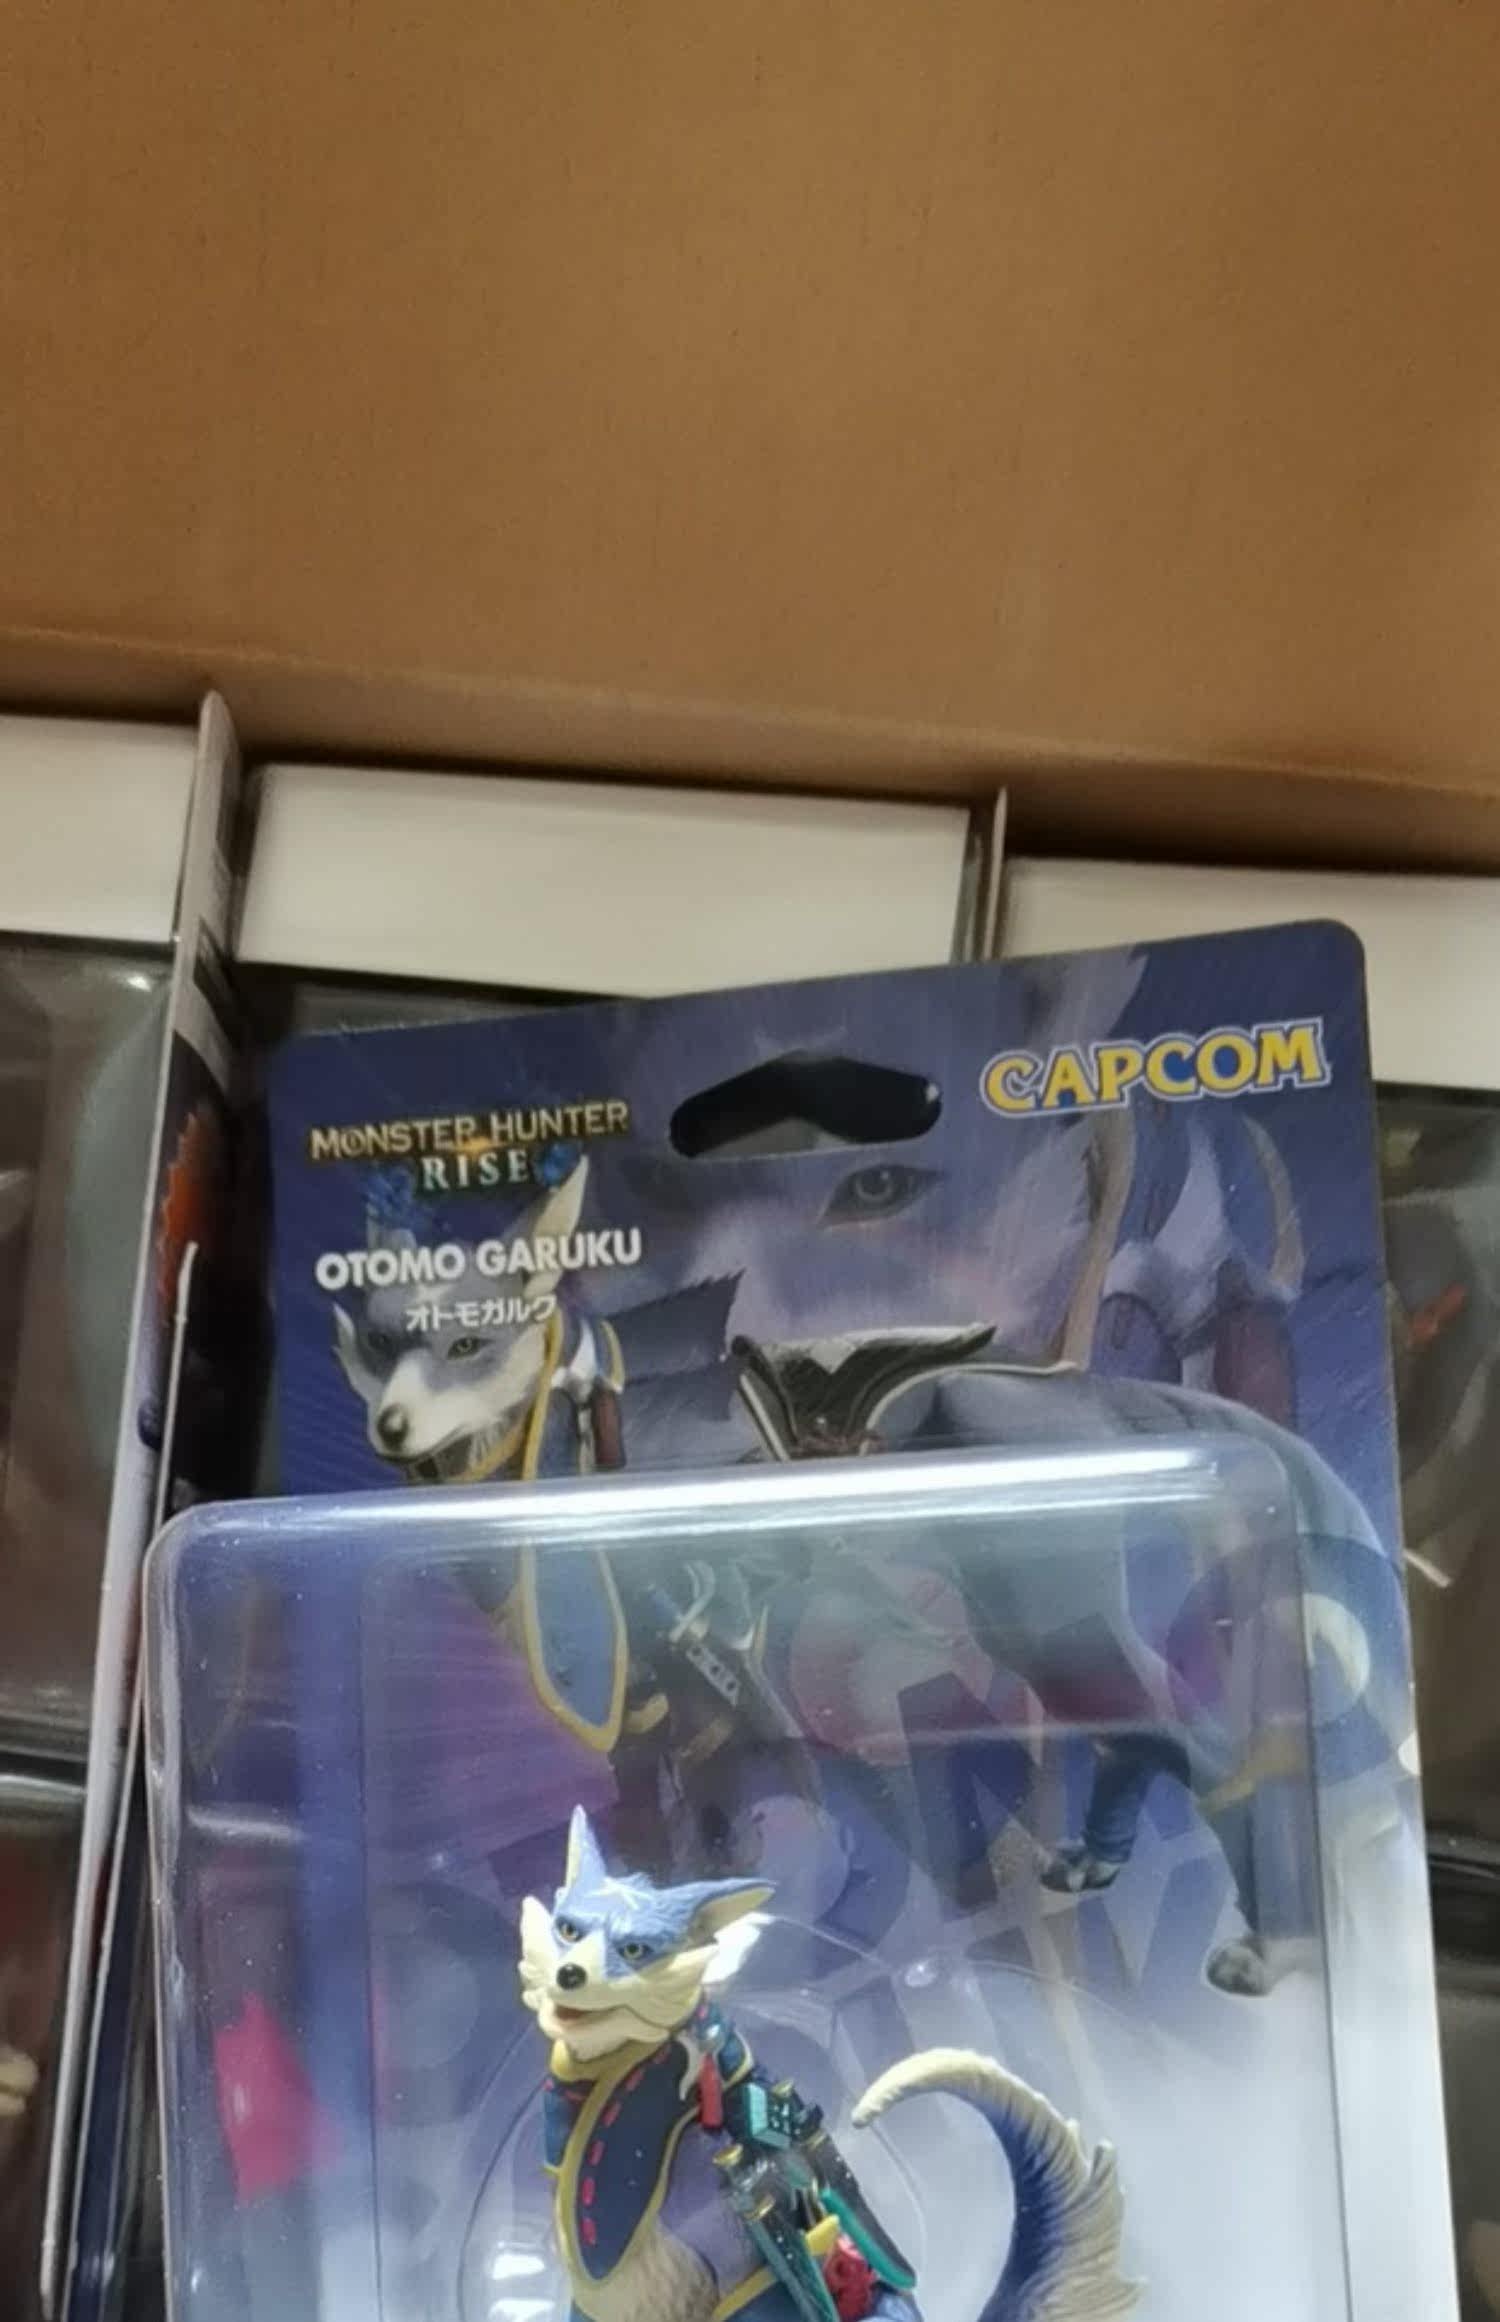 CAPCOM
MONSTER HUNTER
RISE
OTOMO GARUKU
オトモガルク